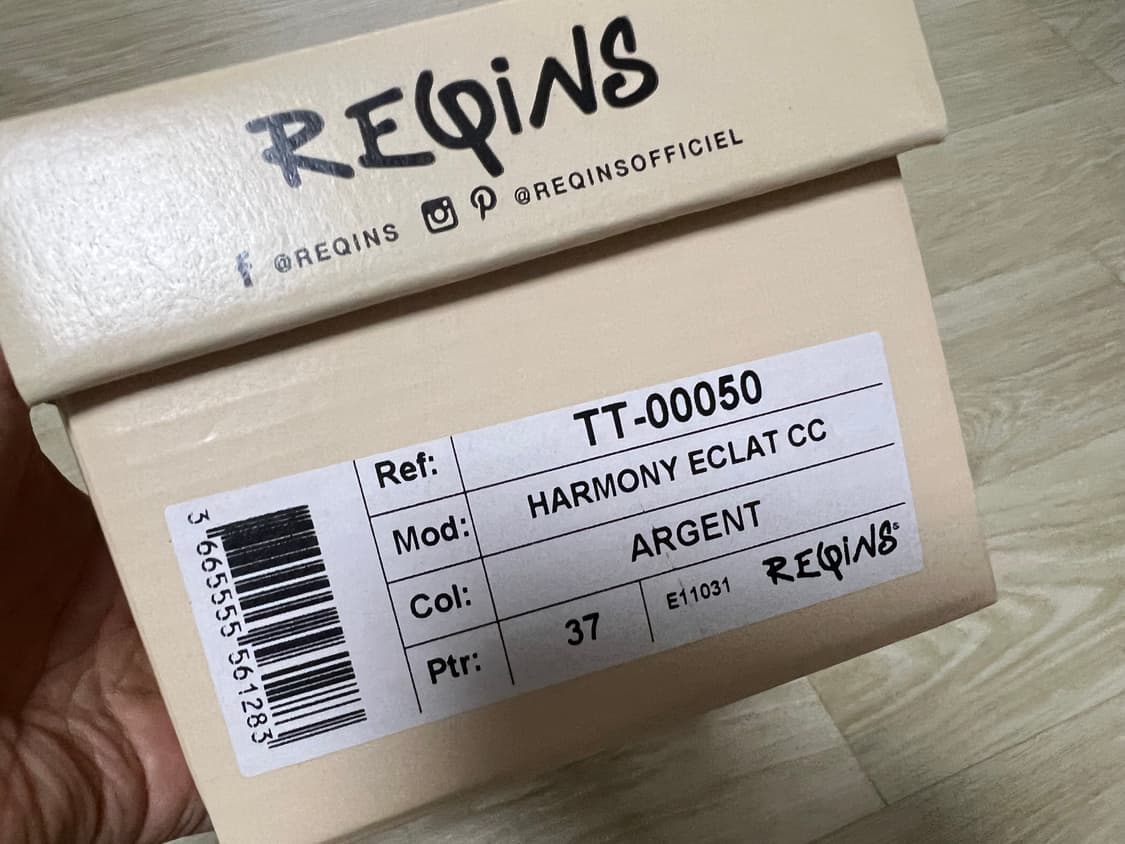 REQiNS
@REQINS @REQINSOFFICIEL
Ref: TT-00050
Mod: HARMONY ECLAT CC
Col: ARGENT
Ptr: 37 E11031 REQiNS
3 665555 561283